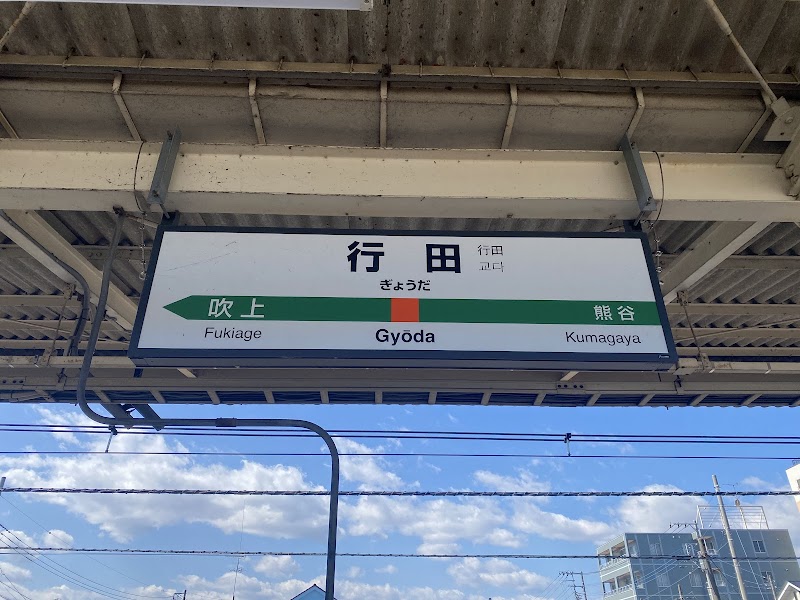 行田
行田
교다
ぎょうだ
吹上
熊谷
Fukiage
Gyōda
Kumagaya